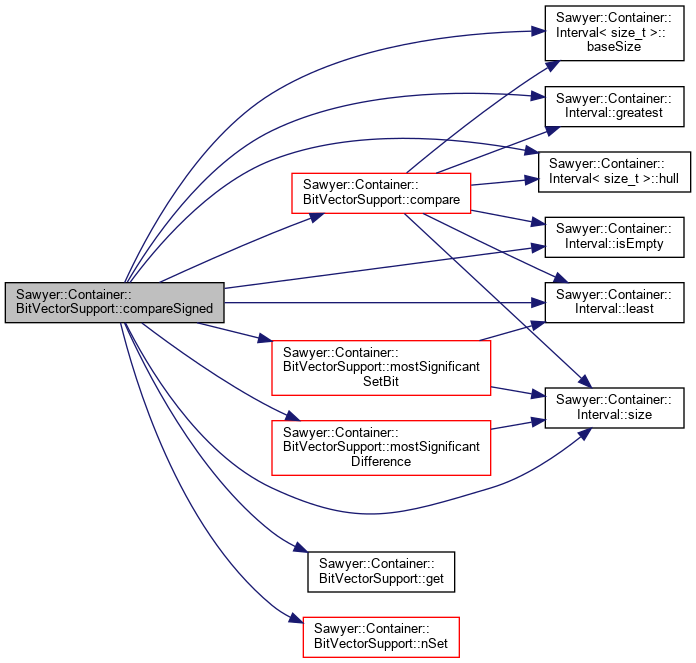 Sawyer::Container::
BitVectorSupport::compareSigned
Sawyer::Container::
BitVectorSupport::compare
Sawyer::Container::
BitVectorSupport::mostSignificant
SetBit
Sawyer::Container::
BitVectorSupport::mostSignificant
Difference
Sawyer::Container::
BitVectorSupport::get
Sawyer::Container::
BitVectorSupport::nSet
Sawyer::Container::
Interval< size_t >::
baseSize
Sawyer::Container::
Interval::greatest
Sawyer::Container::
Interval< size_t >::hull
Sawyer::Container::
Interval::isEmpty
Sawyer::Container::
Interval::least
Sawyer::Container::
Interval::size